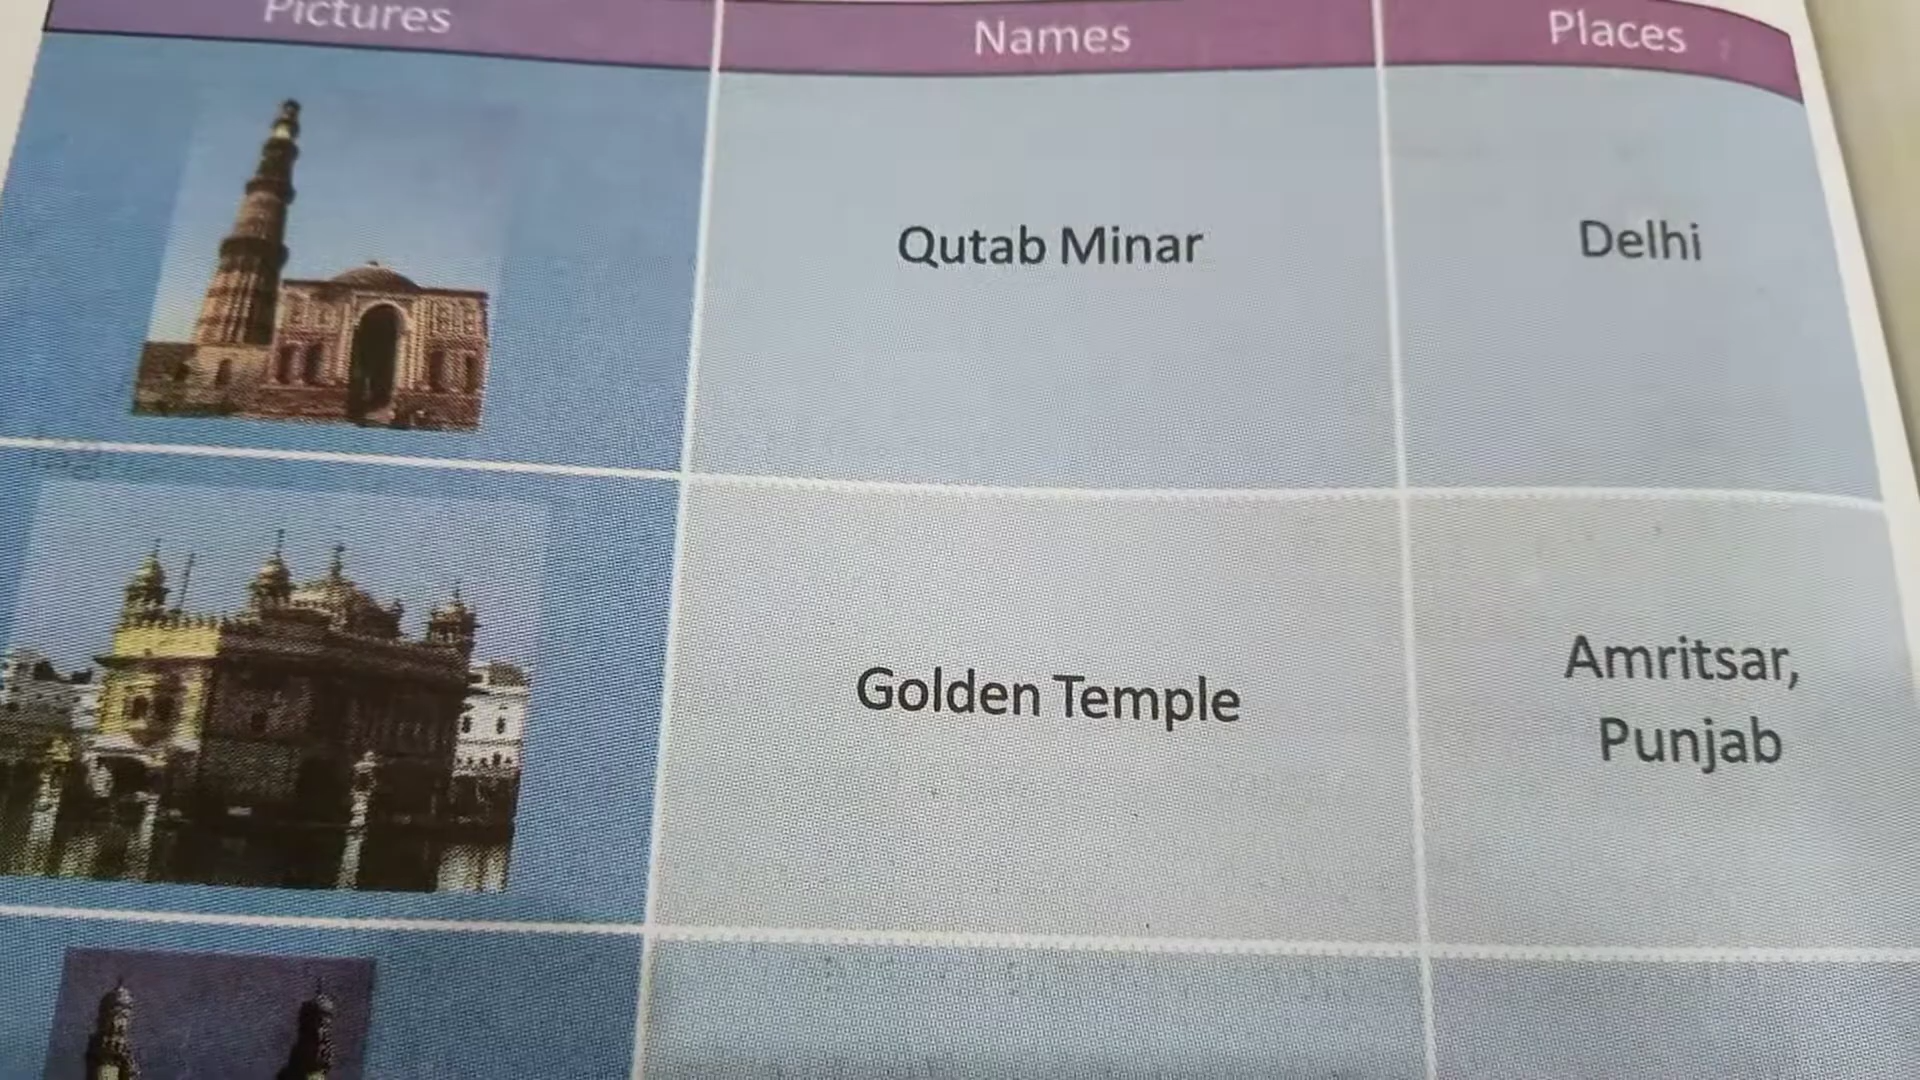 Pictures
Names
Places
Qutab Minar
Delhi
Golden Temple
Amritsar,
Punjab